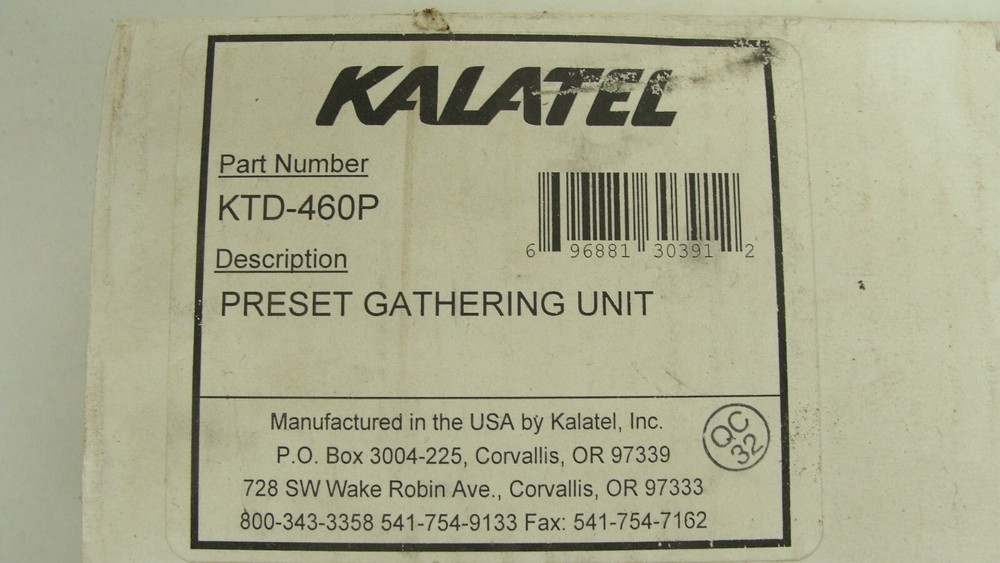 KALATEL
Part Number
KTD-460P
6 96881 30391 2
Description
PRESET GATHERING UNIT
Manufactured in the USA by Kalatel, Inc.
P.O. Box 3004-225, Corvallis, OR 97339
728 SW Wake Robin Ave., Corvallis, OR 97333
800-343-3358 541-754-9133 Fax: 541-754-7162
QC
32